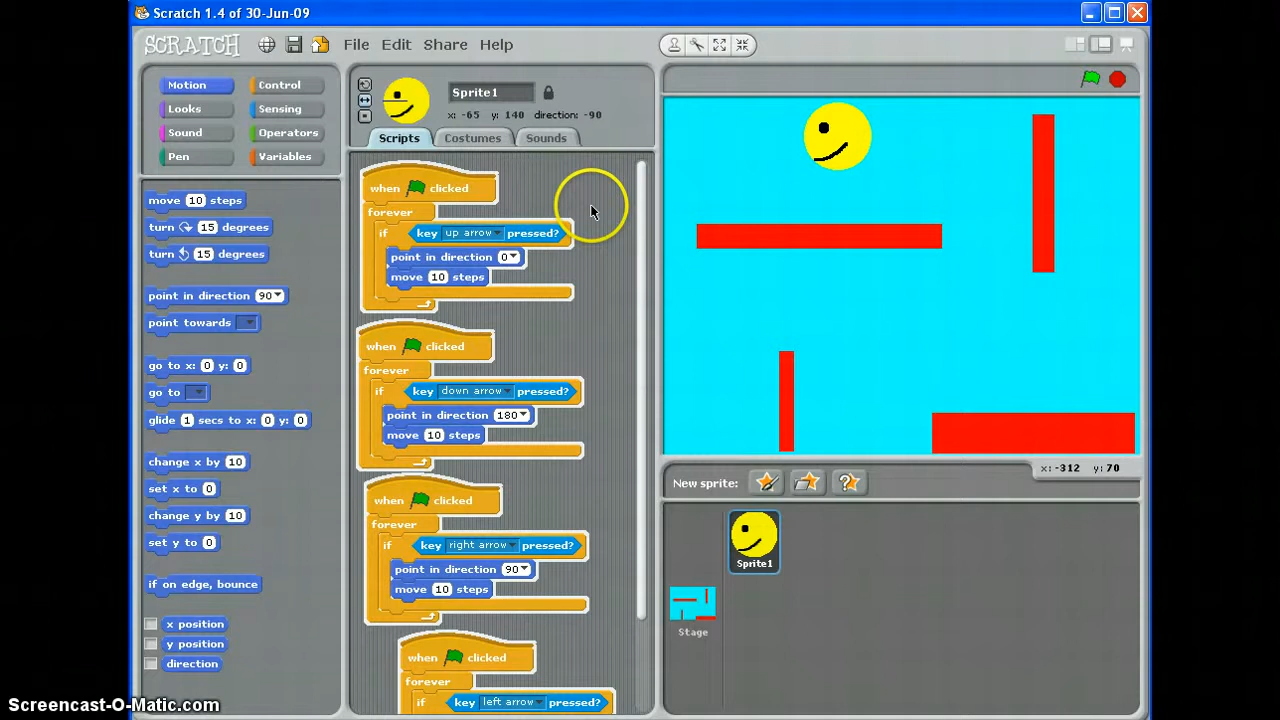 Scratch 1.4 of 30-Jun-09
SCRATCH
File Edit Share Help
Motion Control
Looks Sensing
Sound Operators
Pen Variables
move 10 steps
turn 15 degrees
turn 15 degrees
point in direction 90
point towards
go to x: 0 y: 0
go to
glide 1 secs to x: 0 y: 0
change x by 10
set x to 0
change y by 10
set y to 0
if on edge, bounce
x position
y position
direction
Sprite1
x: -65 y: 140 direction: -90
Scripts Costumes Sounds
when clicked
forever
if key up arrow pressed?
point in direction 0
move 10 steps
when clicked
forever
if key down arrow pressed?
point in direction 180
move 10 steps
when clicked
forever
if key right arrow pressed?
point in direction 90
move 10 steps
when clicked
forever
if key left arrow pressed?
x: -312 y: 70
New sprite:
Sprite1
Stage
Screencast-O-Matic.com